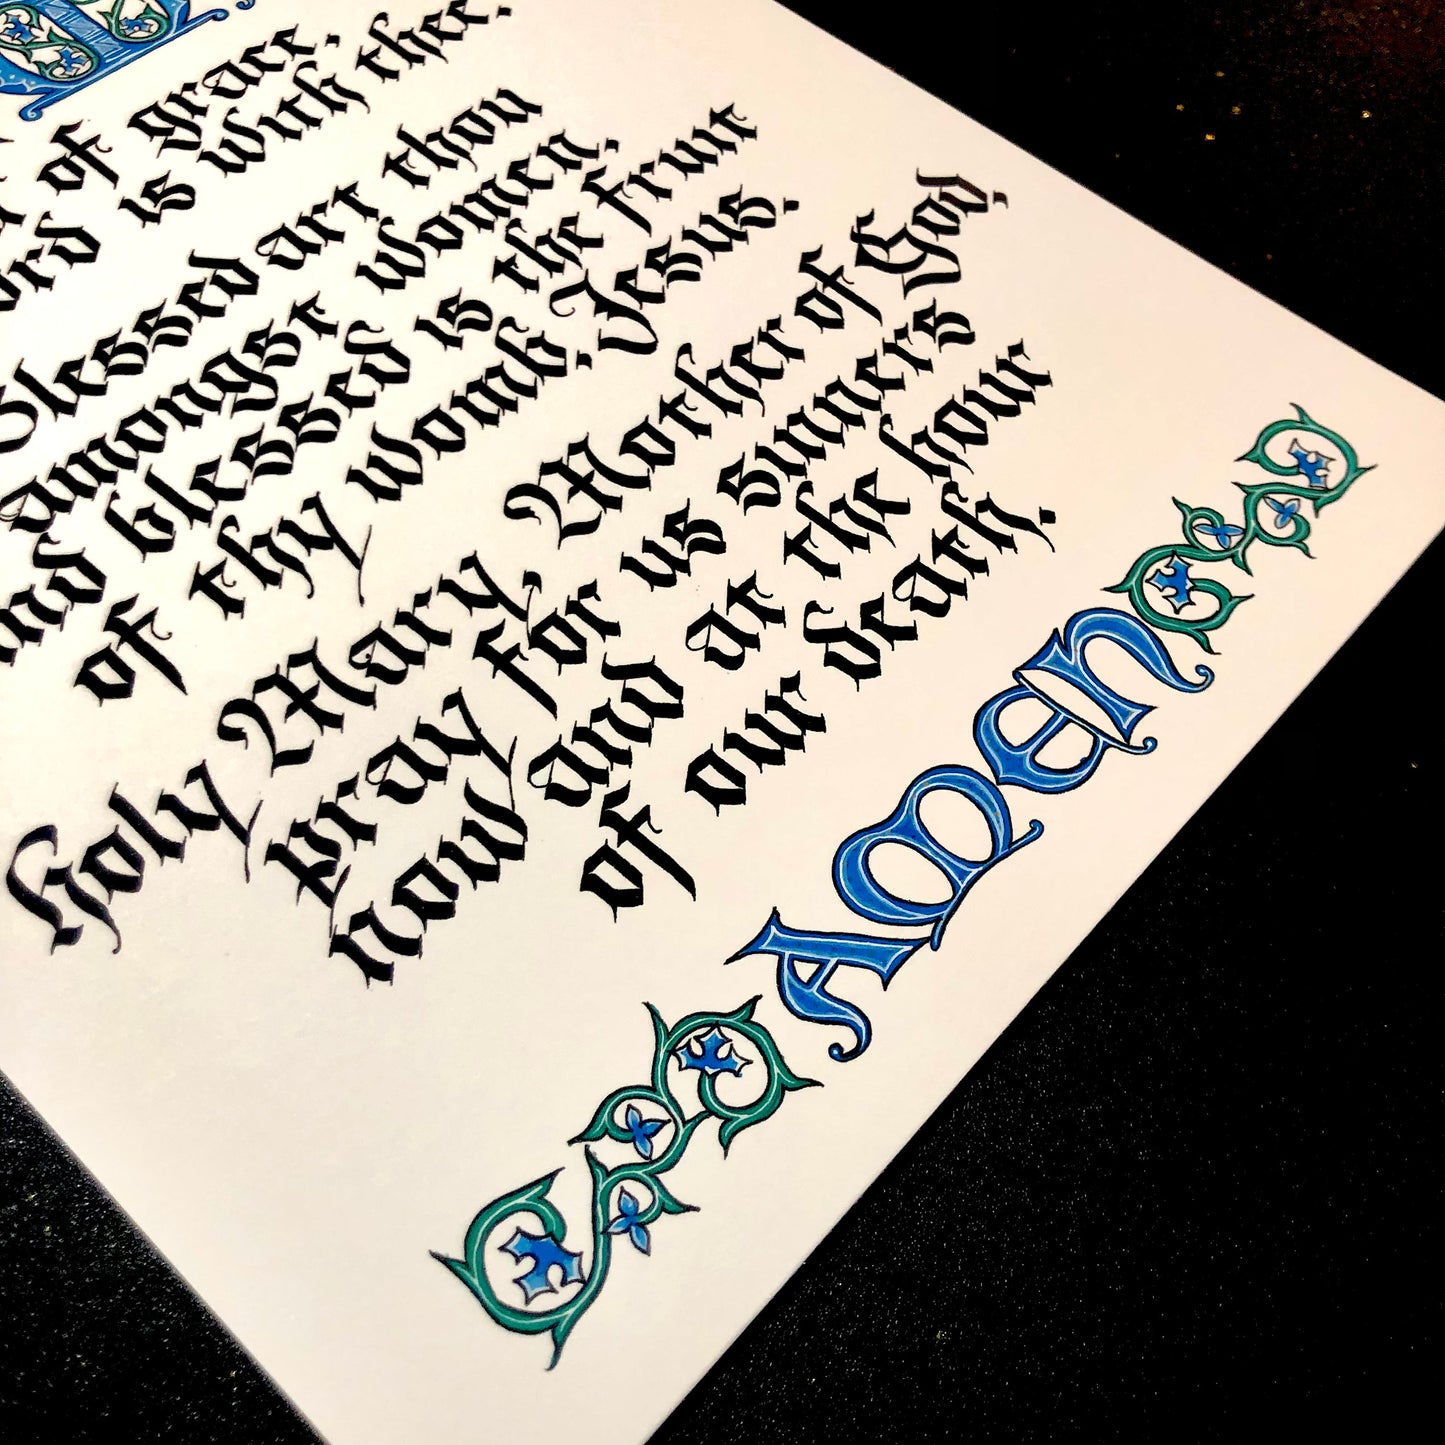 of grace,
ord is with thee.
Blessed art thou
amongst women,
and blessed is the fruit
of thy womb, Jesus.
Holy Mary, Mother of God,
pray for us sinners
now and at the hour
of our death.
AMEN